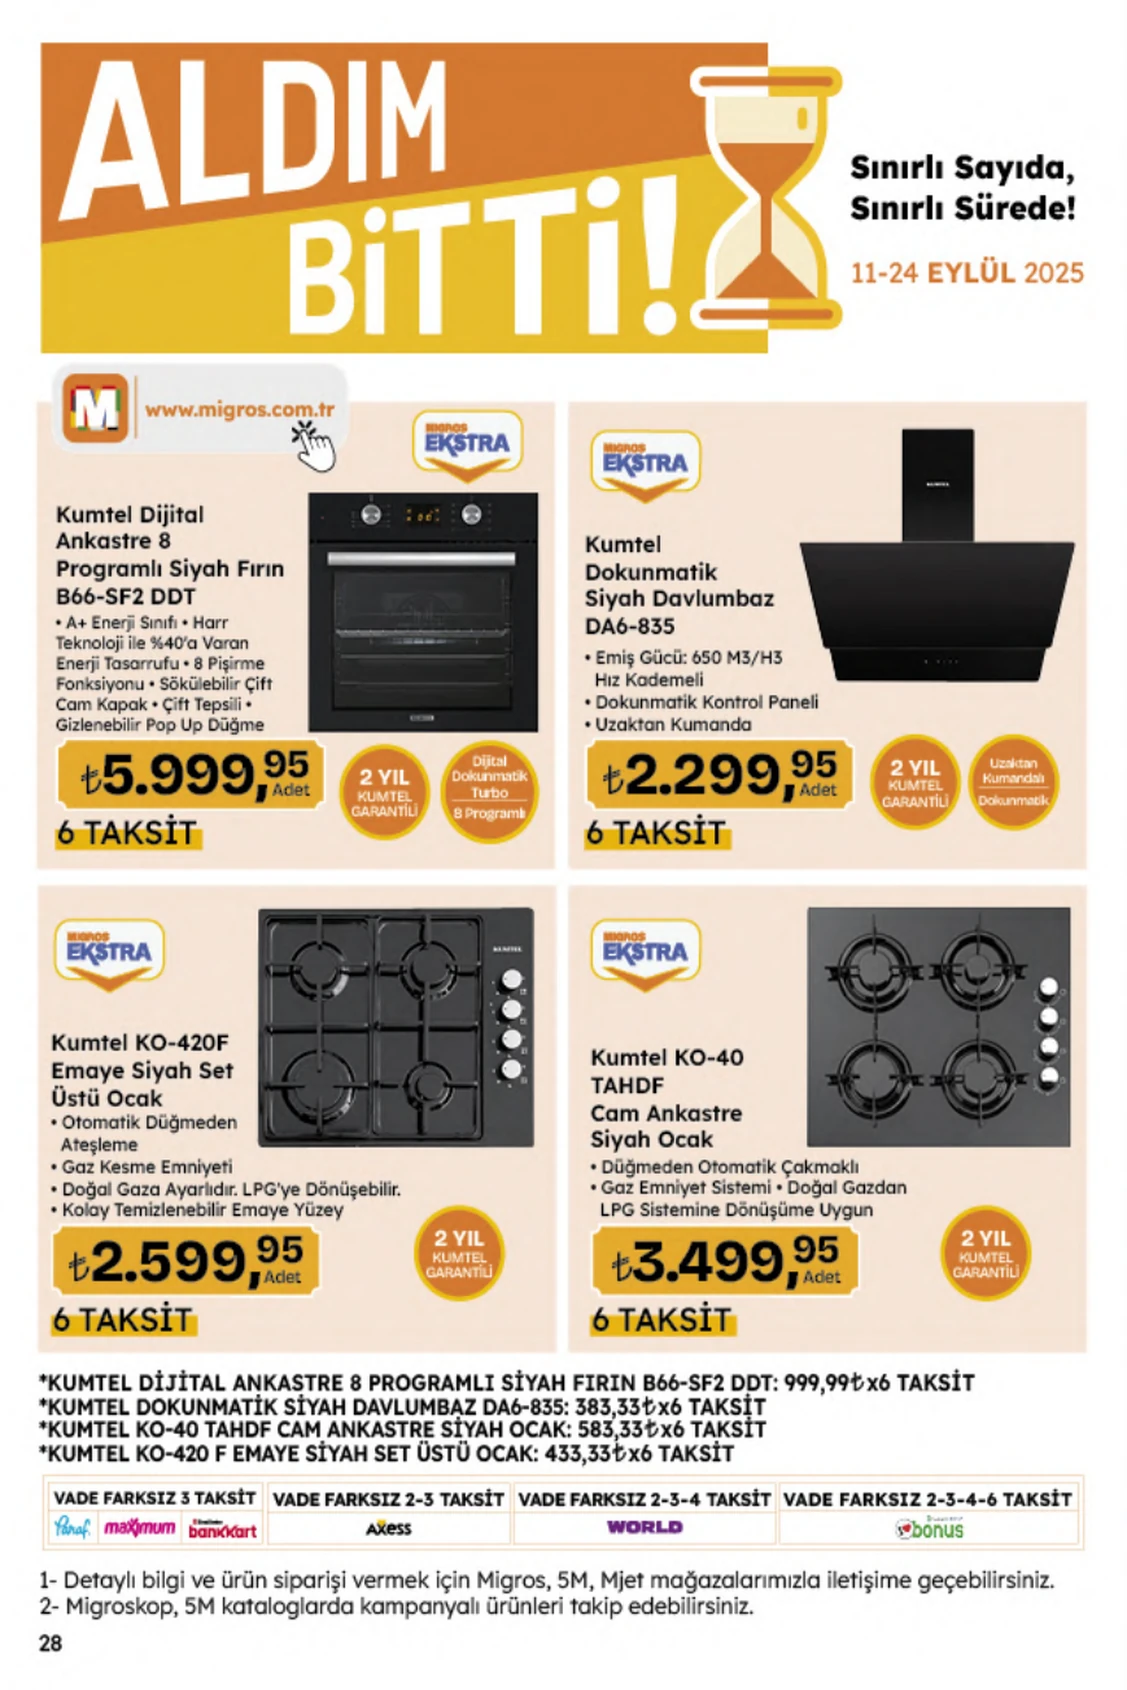 ALDIM
BİTTİ!
Sınırlı Sayıda,
Sınırlı Sürede!
11-24 EYLÜL 2025
M www.migros.com.tr
MIGROS
EKSTRA
Kumtel Dijital
Ankastre 8
Programlı Siyah Fırın
B66-SF2 DDT
• A+ Enerji Sınıfı • Harr
Teknoloji ile %40'a Varan
Enerji Tasarrufu • 8 Pişirme
Fonksiyonu • Sökülebilir Çift
Cam Kapak • Çift Tepsili •
Gizlenebilir Pop Up Düğme
₺5.999,95
Adet
6 TAKSİT
2 YIL
KUMTEL
GARANTİLİ
Dijital
Dokunmatik
Turbo
8 Programlı
MIGROS
EKSTRA
KUMTEL
Kumtel
Dokunmatik
Siyah Davlumbaz
DA6-835
• Emiş Gücü: 650 M3/H3
Hız Kademeli
• Dokunmatik Kontrol Paneli
• Uzaktan Kumanda
₺2.299,95
Adet
6 TAKSİT
2 YIL
KUMTEL
GARANTİLİ
Uzaktan
Kumandalı
Dokunmatik
MIGROS
EKSTRA
KUMTEL
Kumtel KO-420F
Emaye Siyah Set
Üstü Ocak
• Otomatik Düğmeden
Ateşleme
• Gaz Kesme Emniyeti
• Doğal Gaza Ayarlıdır. LPG'ye Dönüşebilir.
• Kolay Temizlenebilir Emaye Yüzey
₺2.599,95
Adet
6 TAKSİT
2 YIL
KUMTEL
GARANTİLİ
MIGROS
EKSTRA
Kumtel KO-40
TAHDF
Cam Ankastre
Siyah Ocak
• Düğmeden Otomatik Çakmaklı
• Gaz Emniyet Sistemi • Doğal Gazdan
LPG Sistemine Dönüşüme Uygun
₺3.499,95
Adet
6 TAKSİT
2 YIL
KUMTEL
GARANTİLİ
*KUMTEL DİJİTAL ANKASTRE 8 PROGRAMLI SİYAH FIRIN B66-SF2 DDT: 999,99₺x6 TAKSİT
*KUMTEL DOKUNMATİK SİYAH DAVLUMBAZ DA6-835: 383,33₺x6 TAKSİT
*KUMTEL KO-40 TAHDF CAM ANKASTRE SİYAH OCAK: 583,33₺x6 TAKSİT
*KUMTEL KO-420 F EMAYE SİYAH SET ÜSTÜ OCAK: 433,33₺x6 TAKSİT
VADE FARKSIZ 3 TAKSİT
Paraf maximum bankkart
VADE FARKSIZ 2-3 TAKSİT
axess
VADE FARKSIZ 2-3-4 TAKSİT
WORLD
VADE FARKSIZ 2-3-4-6 TAKSİT
bonus
1- Detaylı bilgi ve ürün siparişi vermek için Migros, 5M, Mjet mağazalarımızla iletişime geçebilirsiniz.
2- Migroskop, 5M kataloglarda kampanyalı ürünleri takip edebilirsiniz.
28